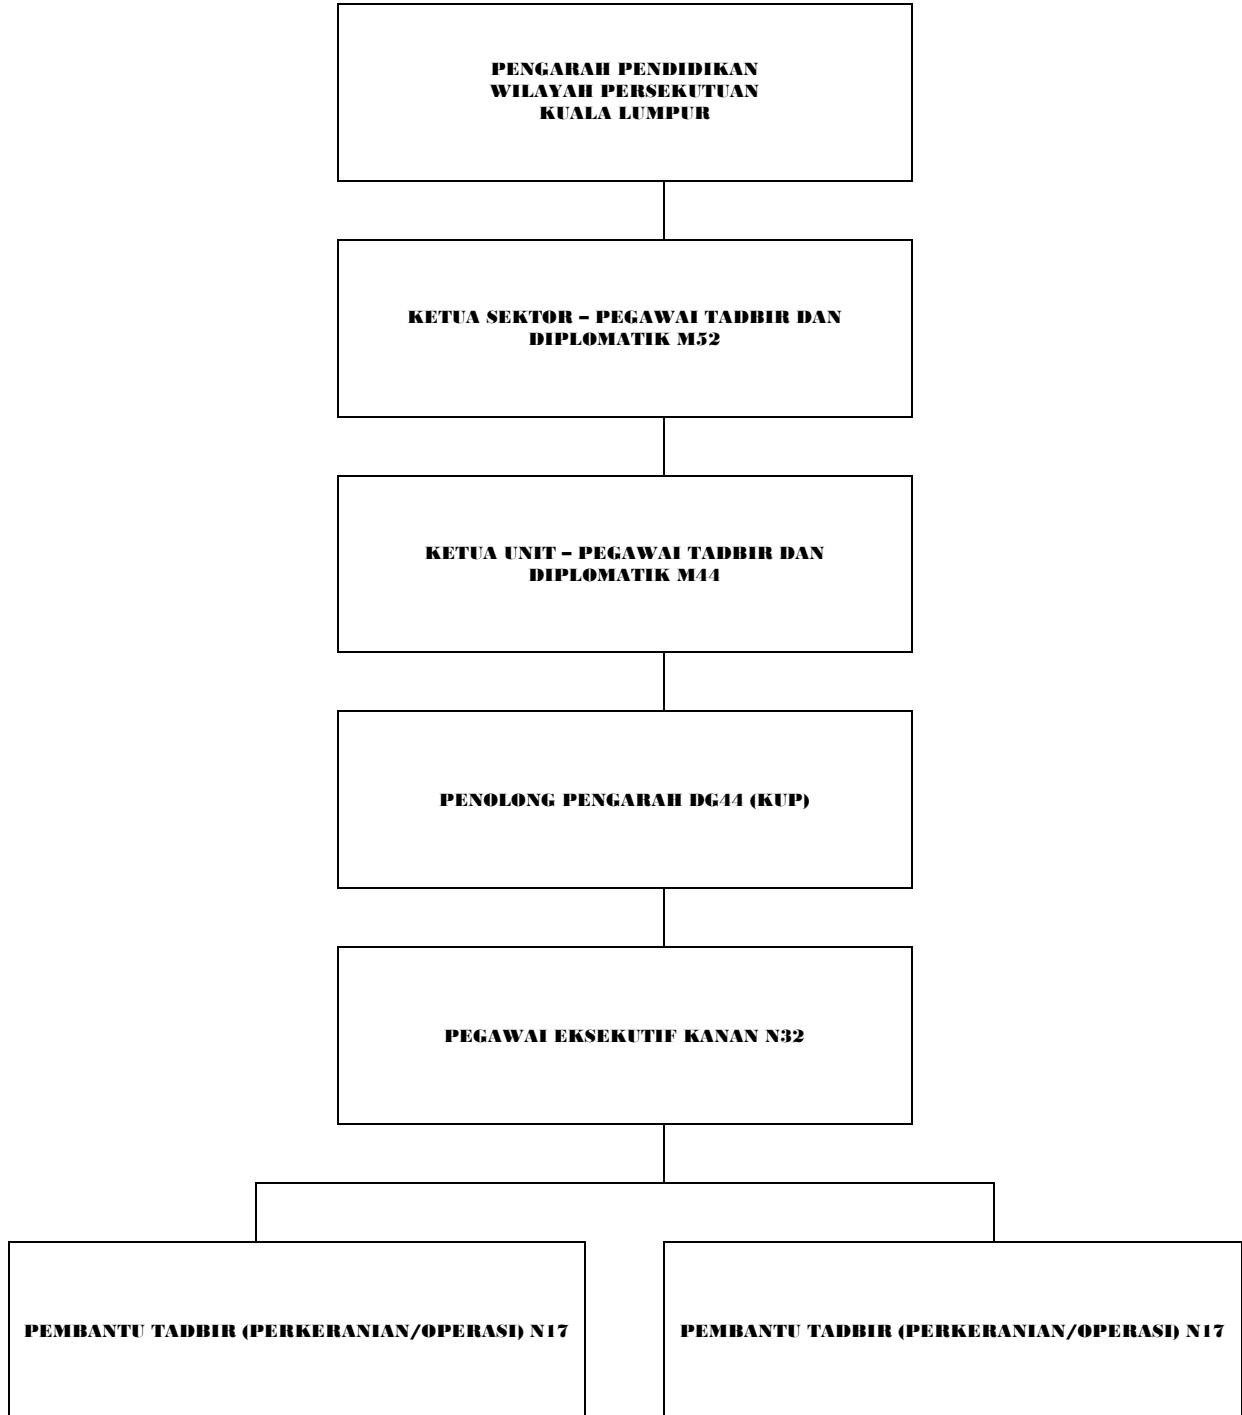 PENGARAH PENDIDIKAN
WILAYAH PERSEKUTUAN
KUALA LUMPUR
KETUA SEKTOR – PEGAWAI TADBIR DAN
DIPLOMATIK M52
KETUA UNIT – PEGAWAI TADBIR DAN
DIPLOMATIK M44
PENOLONG PENGARAH DG44 (KUP)
PEGAWAI EKSEKUTIF KANAN N32
PEMBANTU TADBIR (PERKERANIAN/OPERASI) N17
PEMBANTU TADBIR (PERKERANIAN/OPERASI) N17